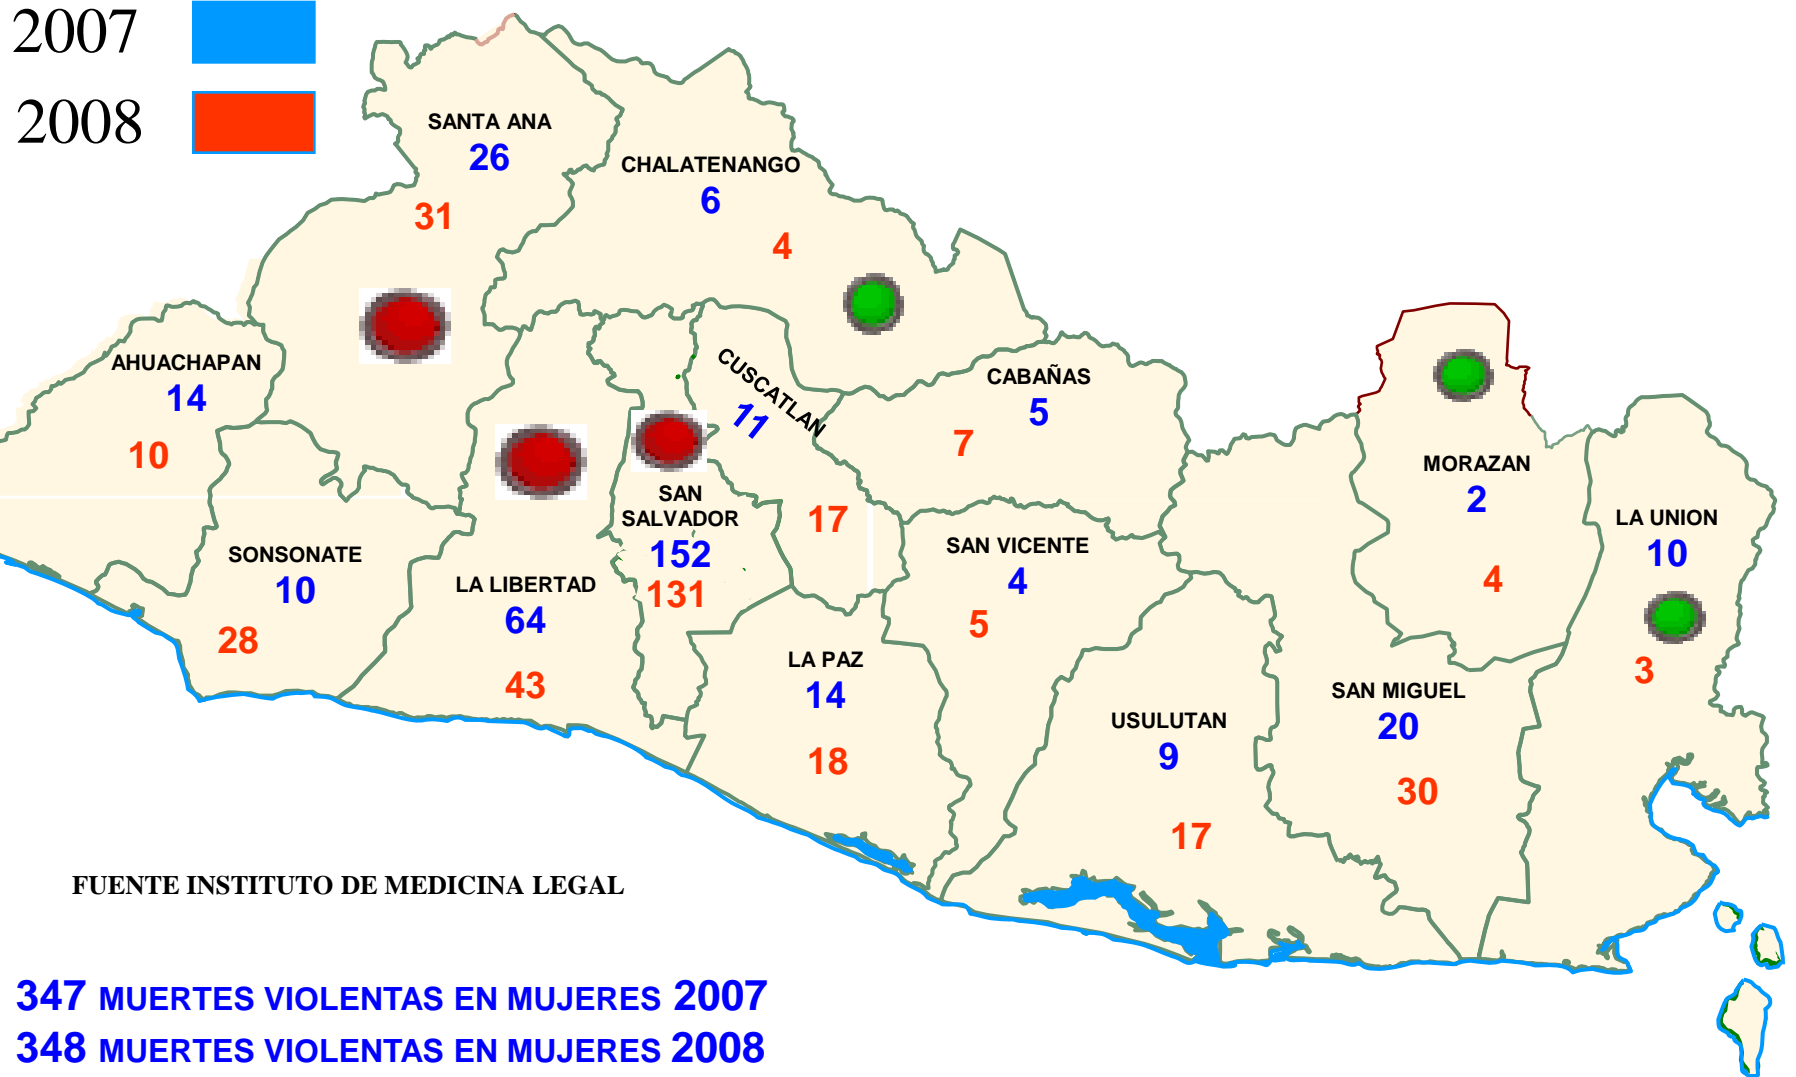 2007
2008
SANTA ANA
26
31
CHALATENANGO
6
4
AHUACHAPAN
14
10
SONSONATE
10
28
LA LIBERTAD
64
43
SAN
SALVADOR
152
131
CUSCATLAN
11
17
CABAÑAS
5
7
SAN VICENTE
4
5
LA PAZ
14
18
USULUTAN
9
17
SAN MIGUEL
20
30
MORAZAN
2
4
LA UNION
10
3
FUENTE INSTITUTO DE MEDICINA LEGAL
347 MUERTES VIOLENTAS EN MUJERES 2007
348 MUERTES VIOLENTAS EN MUJERES 2008